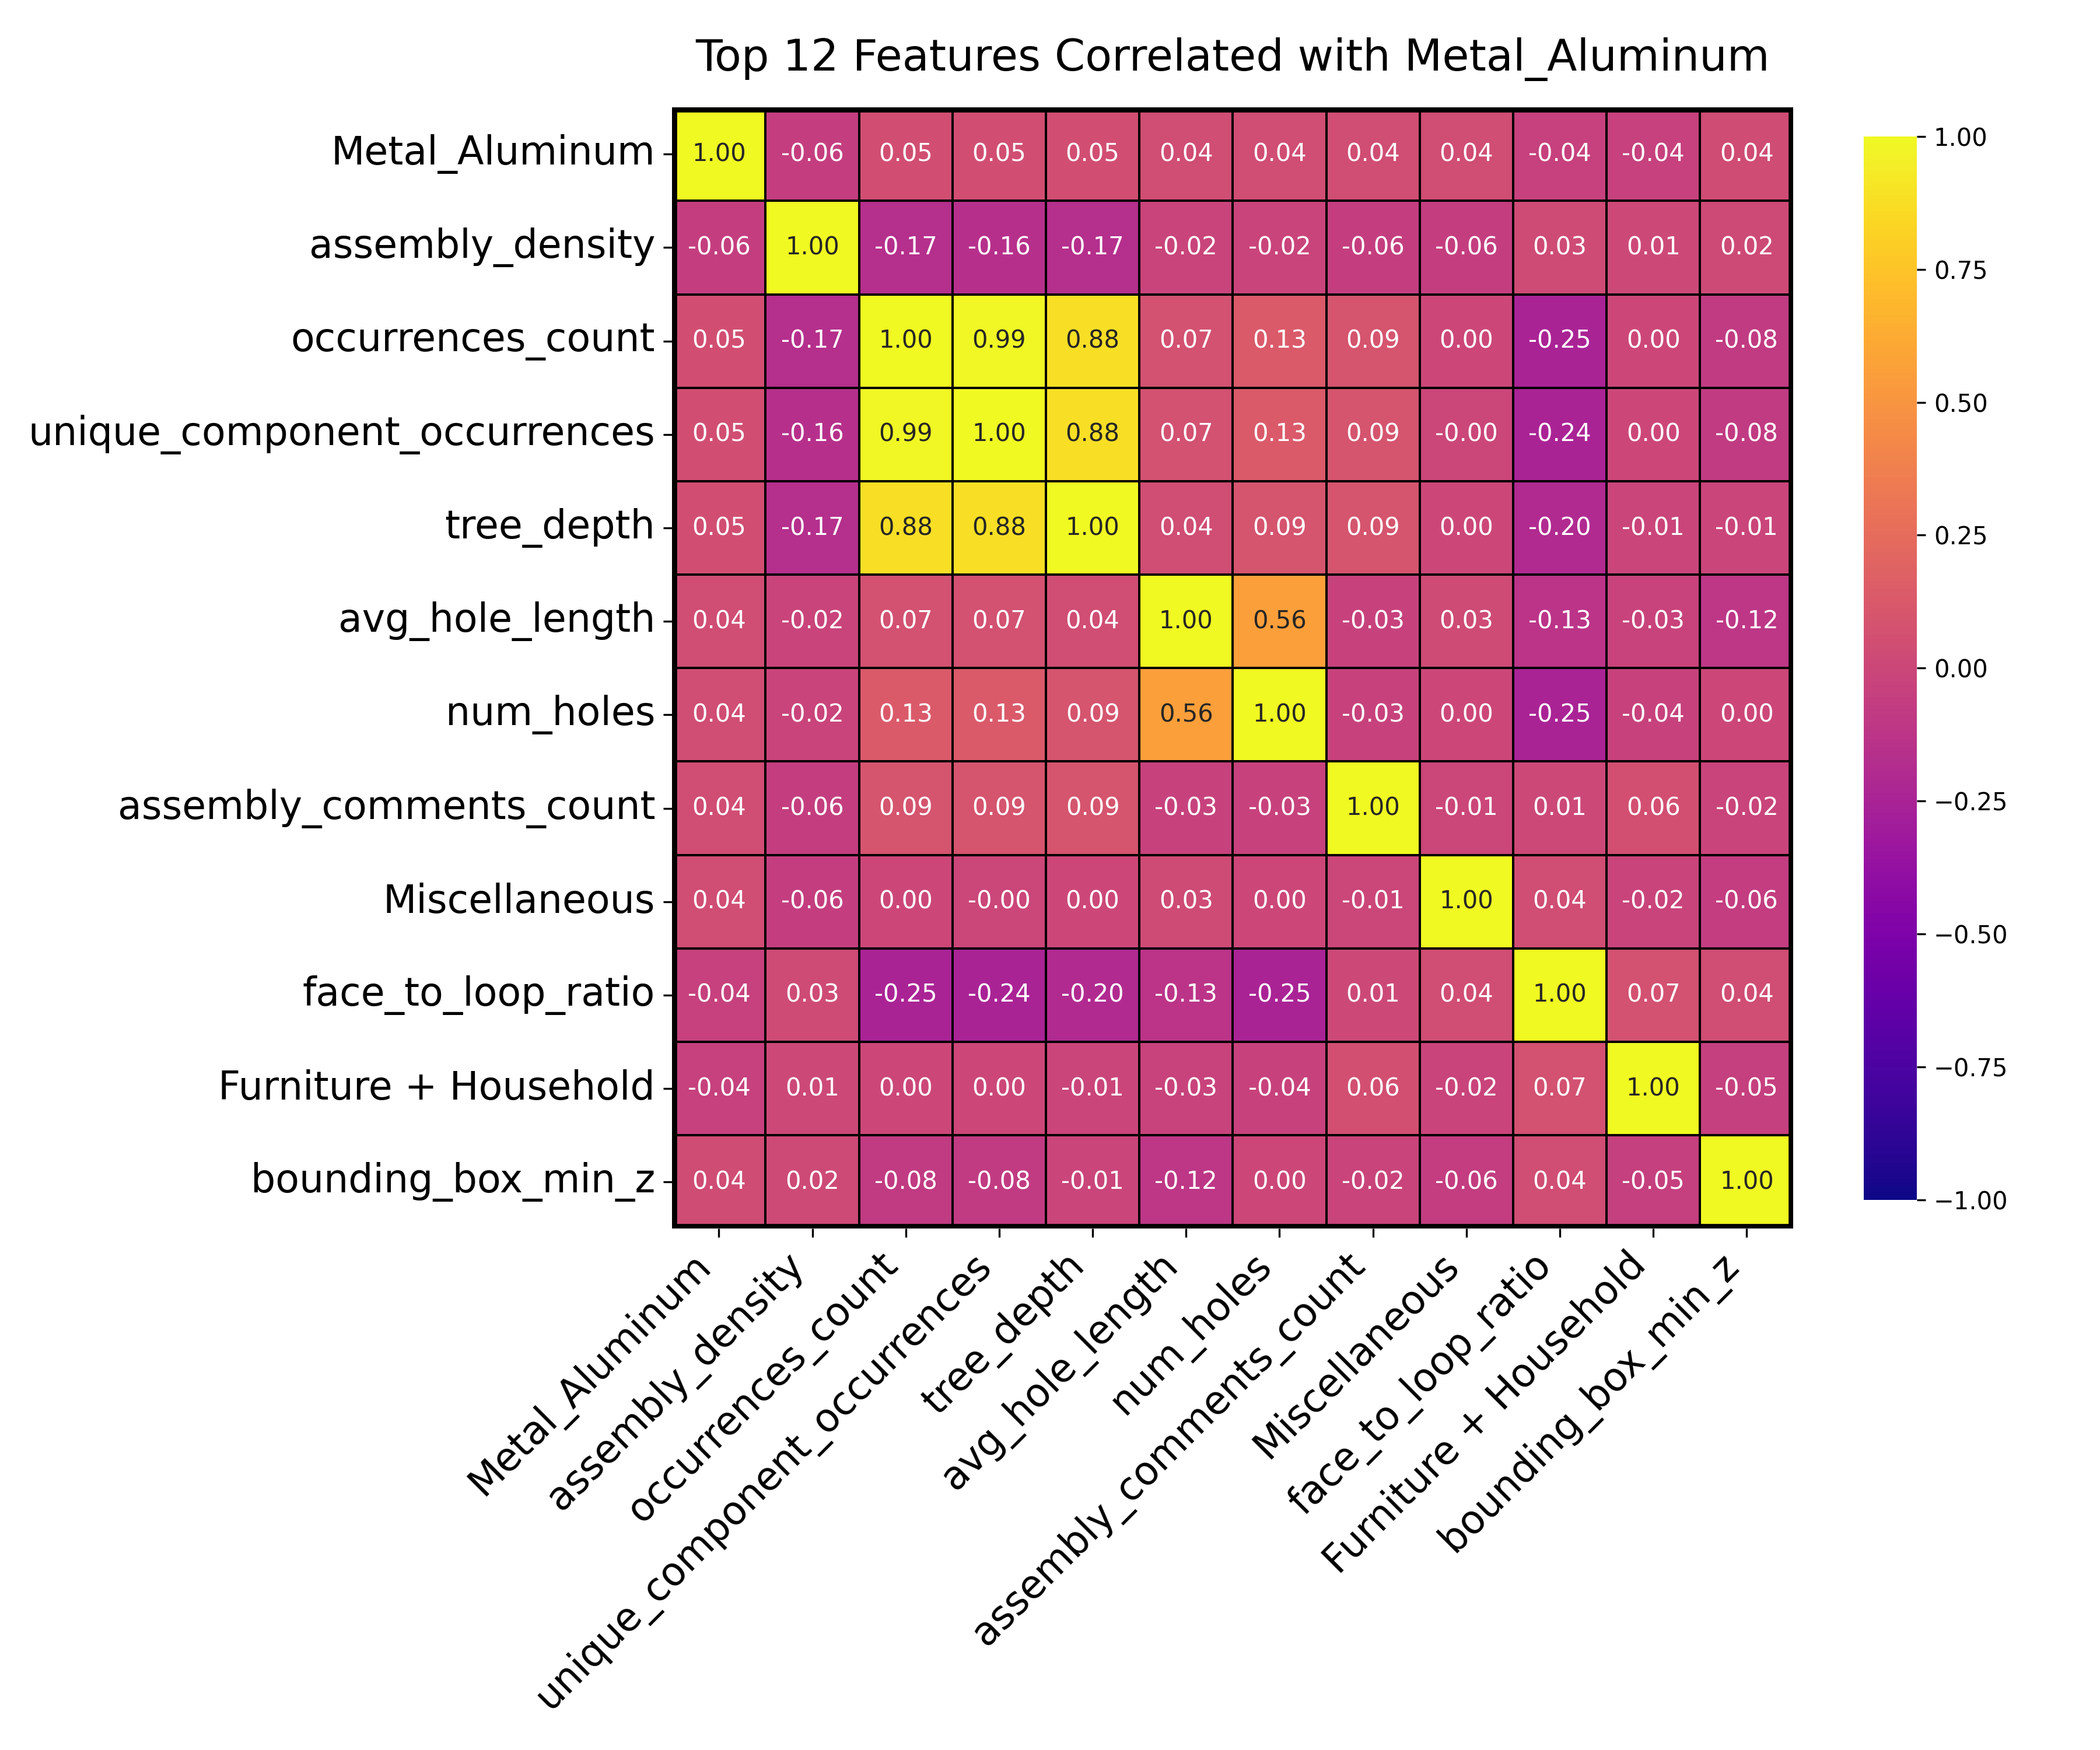 Top 12 Features Correlated with Metal_Aluminum
Metal_Aluminum 1.00 -0.06 0.05 0.05 0.05 0.04 0.04 0.04 0.04 -0.04 -0.04 0.04
assembly_density -0.06 1.00 -0.17 -0.16 -0.17 -0.02 -0.02 -0.06 -0.06 0.03 0.01 0.02
occurrences_count 0.05 -0.17 1.00 0.99 0.88 0.07 0.13 0.09 0.00 -0.25 0.00 -0.08
unique_component_occurrences 0.05 -0.16 0.99 1.00 0.88 0.07 0.13 0.09 -0.00 -0.24 0.00 -0.08
tree_depth 0.05 -0.17 0.88 0.88 1.00 0.04 0.09 0.09 0.00 -0.20 -0.01 -0.01
avg_hole_length 0.04 -0.02 0.07 0.07 0.04 1.00 0.56 -0.03 0.03 -0.13 -0.03 -0.12
num_holes 0.04 -0.02 0.13 0.13 0.09 0.56 1.00 -0.03 0.00 -0.25 -0.04 0.00
assembly_comments_count 0.04 -0.06 0.09 0.09 0.09 -0.03 -0.03 1.00 -0.01 0.01 0.06 -0.02
Miscellaneous 0.04 -0.06 0.00 -0.00 0.00 0.03 0.00 -0.01 1.00 0.04 -0.02 -0.06
face_to_loop_ratio -0.04 0.03 -0.25 -0.24 -0.20 -0.13 -0.25 0.01 0.04 1.00 0.07 0.04
Furniture + Household -0.04 0.01 0.00 0.00 -0.01 -0.03 -0.04 0.06 -0.02 0.07 1.00 -0.05
bounding_box_min_z 0.04 0.02 -0.08 -0.08 -0.01 -0.12 0.00 -0.02 -0.06 0.04 -0.05 1.00
Metal_Aluminum
assembly_density
occurrences_count
unique_component_occurrences
tree_depth
avg_hole_length
num_holes
assembly_comments_count
Miscellaneous
face_to_loop_ratio
Furniture + Household
bounding_box_min_z
1.00
0.75
0.50
0.25
0.00
−0.25
−0.50
−0.75
−1.00